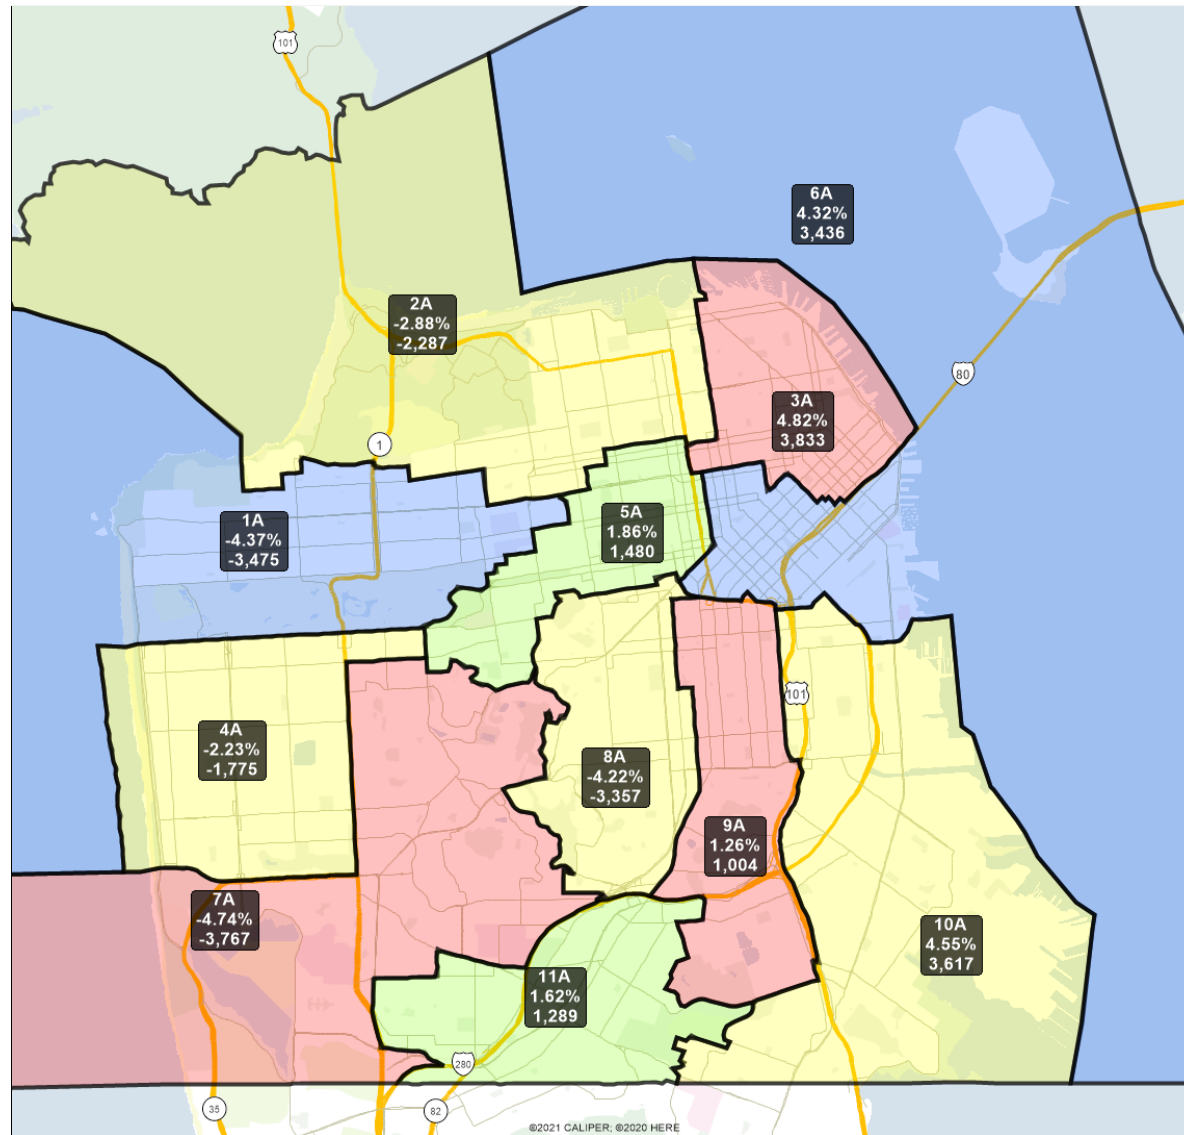 101
6A
4.32%
3,436
2A
-2.88%
-2,287
80
3A
4.82%
3,833
1
1A
-4.37%
-3,475
5A
1.86%
1,480
101
4A
-2.23%
-1,775
8A
-4.22%
-3,357
9A
1.26%
1,004
7A
-4.74%
-3,767
10A
4.55%
3,617
11A
1.62%
1,289
280
35
82
©2021 CALIPER; ©2020 HERE